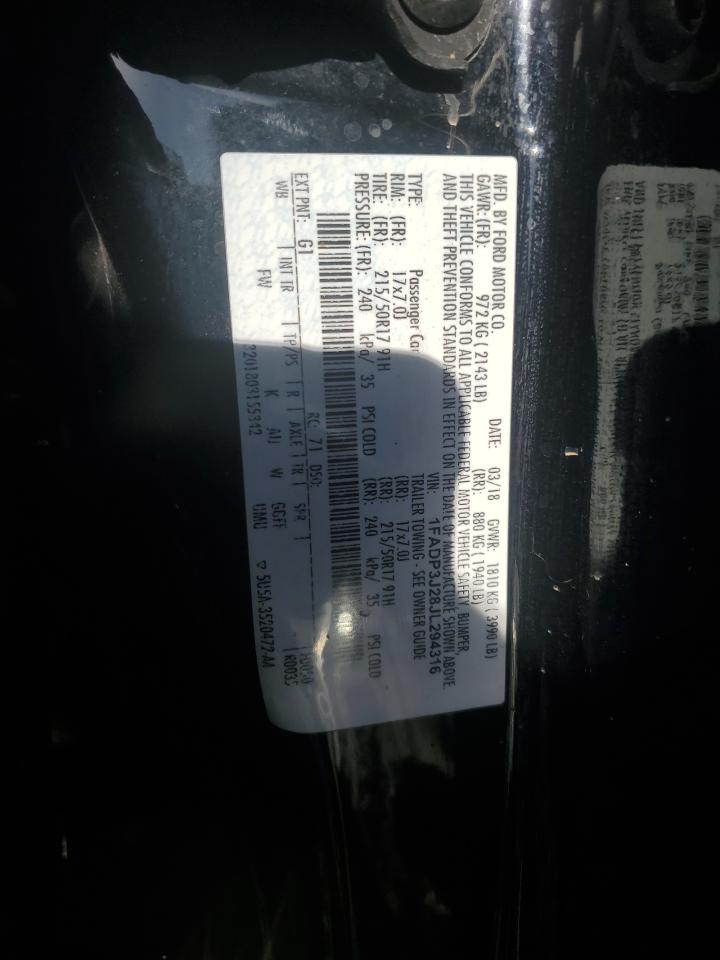 MFD. BY FORD MOTOR CO.
DATE: 03/18 GVWR: 1810 KG ( 3990 LB)
GAWR: (FR): 972 KG ( 2143 LB) (RR): 880 KG ( 1940 LB)
THIS VEHICLE CONFORMS TO ALL APPLICABLE FEDERAL MOTOR VEHICLE SAFETY, BUMPER,
AND THEFT PREVENTION STANDARDS IN EFFECT ON THE DATE OF MANUFACTURE SHOWN ABOVE.
VIN: 1FADP3J28JL294316
TYPE: Passenger Car TRAILER TOWING - SEE OWNER GUIDE
RIM: (FR): 17x7.0J (RR): 17x7.0J
TIRE: (FR): 215/50R17 91H (RR): 215/50R17 91H
PRESSURE: (FR): 240 kPa/ 35 PSI COLD (RR): 240 kPa/ 35 PSI COLD
EXT PNT: G1 RC: 71 DSO:
WB INT TR TP/PS R AXLE TR SPR
FW K AU W GGFF UMU
▽ 5U5A-3520472-AA